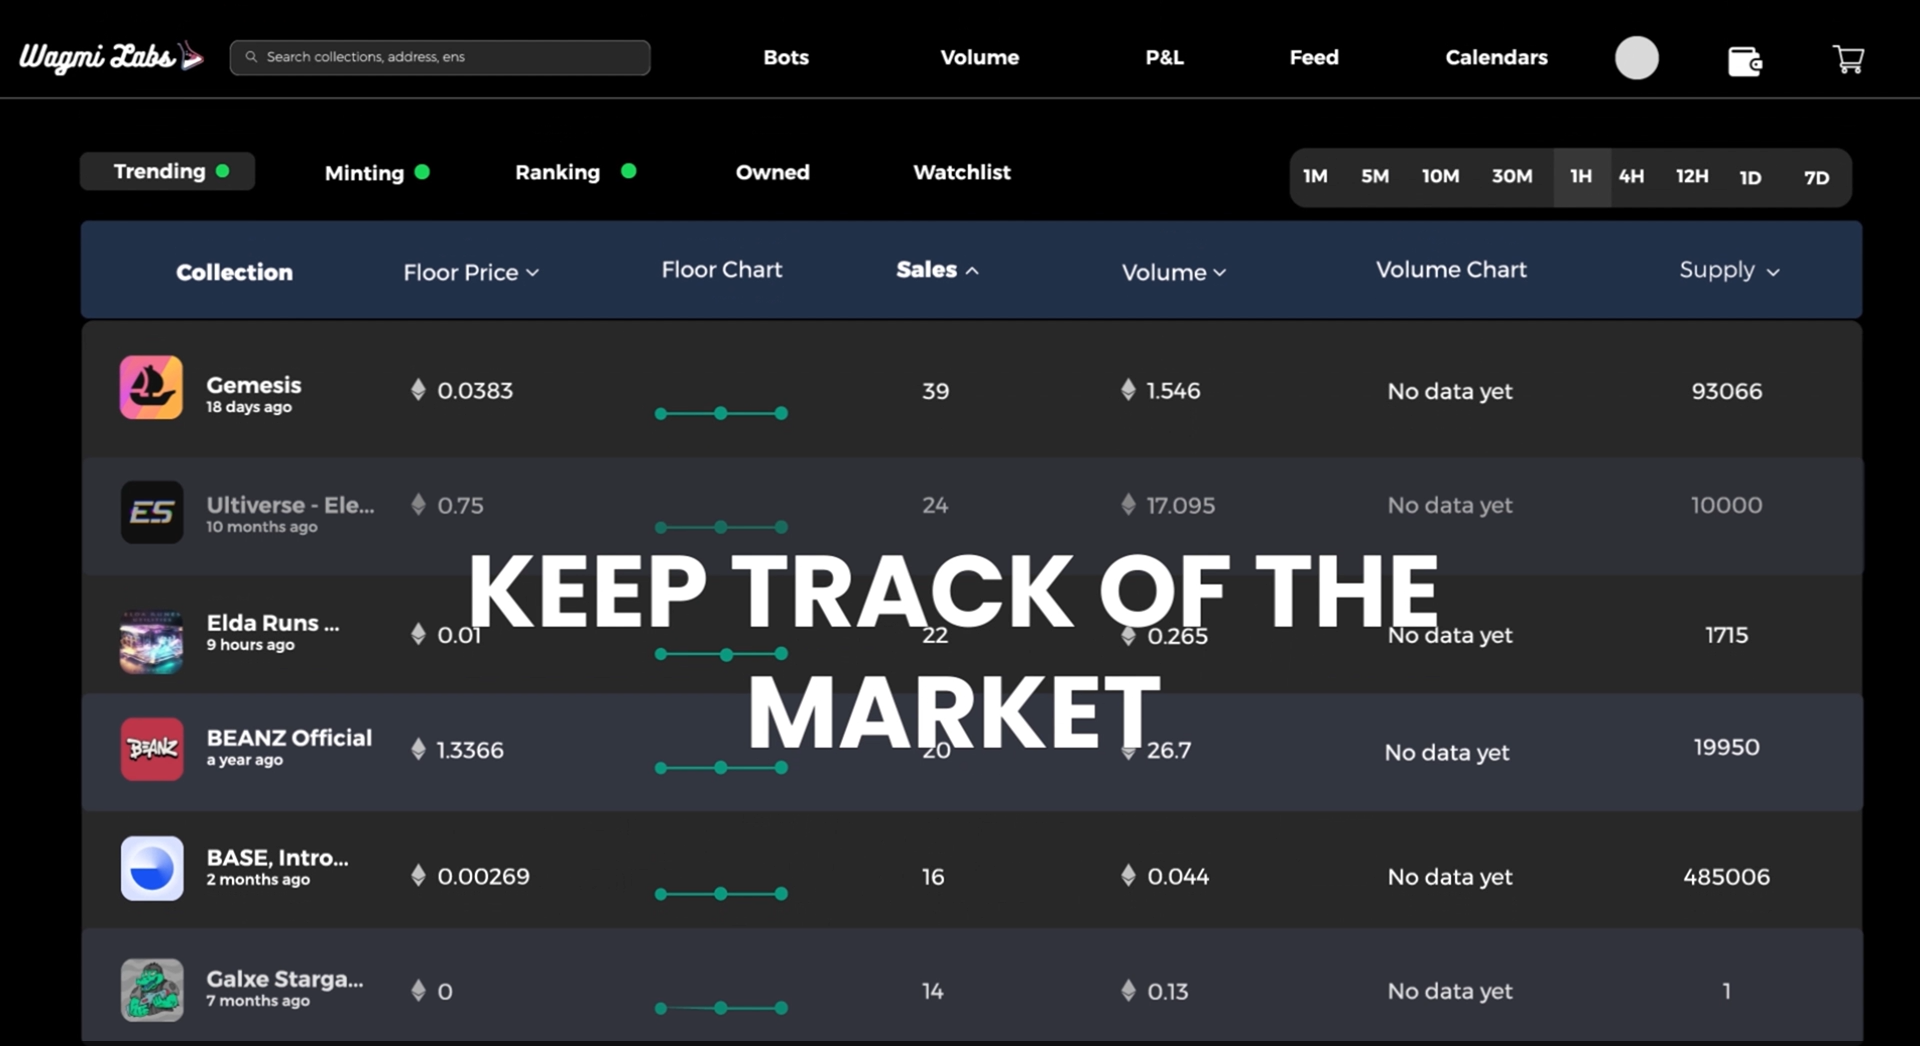 Wagmi Labs Search collections, address, ens Bots Volume P&L Feed Calendars
Trending Minting Ranking Owned Watchlist 1M 5M 10M 30M 1H 4H 12H 1D 7D
Collection Floor Price Floor Chart Sales Volume Volume Chart Supply
Gemesis 0.0383 39 1.546 No data yet 93066
18 days ago
ES Ultiverse - Ele... 0.75 24 17.095 No data yet 10000
10 months ago
KEEP TRACK OF THE
Elda Runs ... 0.01 22 0.265 No data yet 1715
9 hours ago
MARKET
BEANZ BEANZ Official 1.3366 20 26.7 No data yet 19950
a year ago
BASE, Intro... 0.00269 16 0.044 No data yet 485006
2 months ago
Galxe Starga... 0 14 0.13 No data yet 1
7 months ago